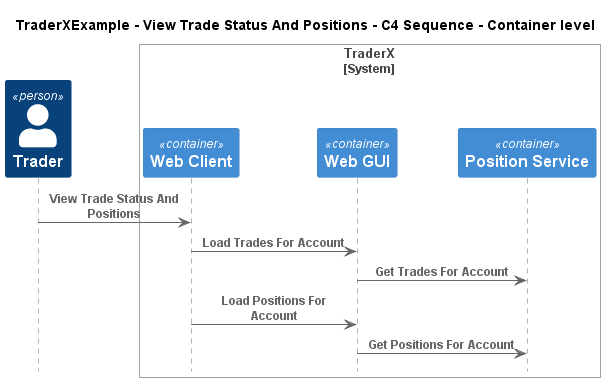 TraderXExample - View Trade Status And Positions - C4 Sequence - Container level
TraderX
[System]
«person»
Trader
«container»
Web Client
«container»
Web GUI
«container»
Position Service
View Trade Status And
Positions
Load Trades For Account
Get Trades For Account
Load Positions For
Account
Get Positions For Account